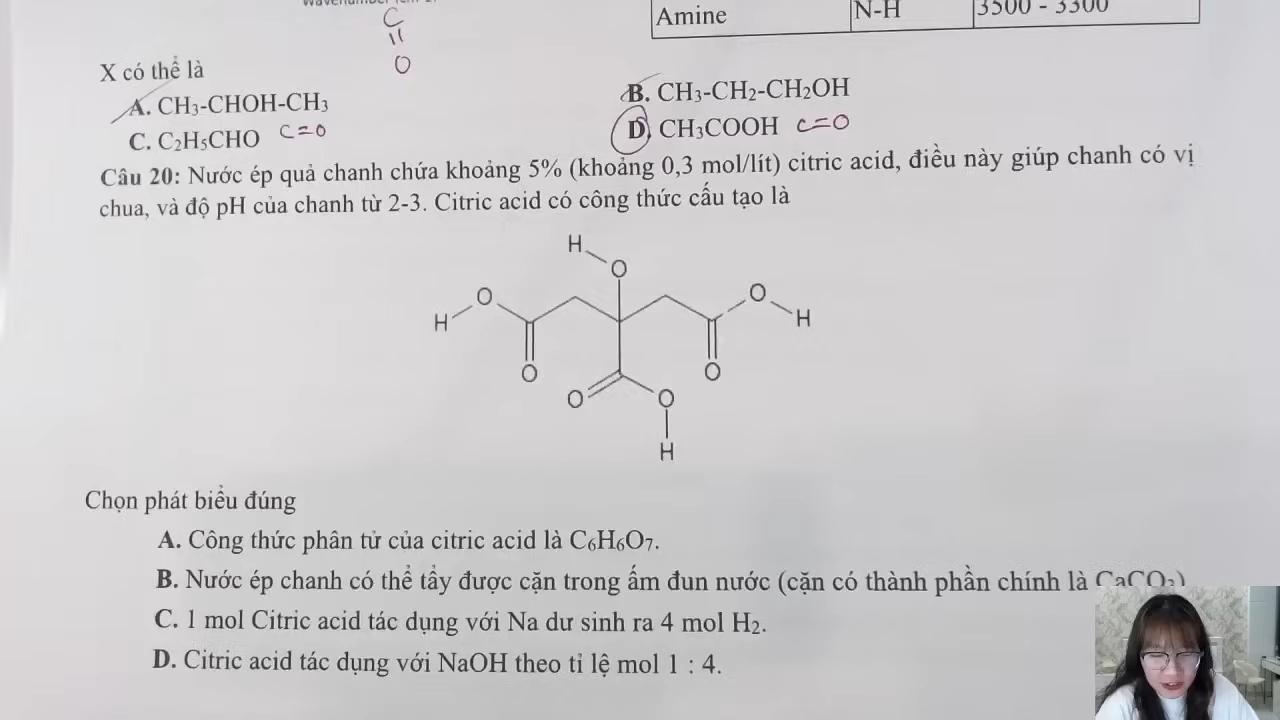 C
O
Amine N-H 3500 - 3300
X có thể là
A. CH₃-CHOH-CH₃ B. CH₃-CH₂-CH₂OH
C. C₂H₅CHO C=O D. CH₃COOH C=O
Câu 20: Nước ép quả chanh chứa khoảng 5% (khoảng 0,3 mol/lít) citric acid, điều này giúp chanh có vị
chua, và độ pH của chanh từ 2-3. Citric acid có công thức cấu tạo là
H
O
O O
H H
O O
O O
H
Chọn phát biểu đúng
A. Công thức phân tử của citric acid là C₆H₆O₇.
B. Nước ép chanh có thể tẩy được cặn trong ấm đun nước (cặn có thành phần chính là CaCO₃)
C. 1 mol Citric acid tác dụng với Na dư sinh ra 4 mol H₂.
D. Citric acid tác dụng với NaOH theo tỉ lệ mol 1 : 4.